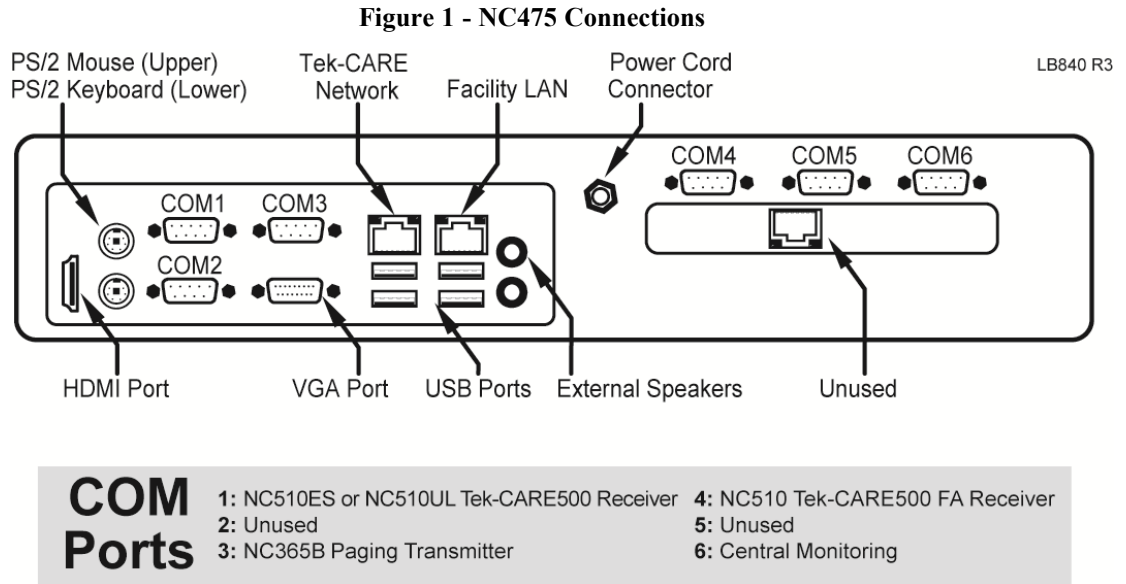 Figure 1 - NC475 Connections
PS/2 Mouse (Upper)
PS/2 Keyboard (Lower)
Tek-CARE
Network
Facility LAN
Power Cord
Connector
LB840 R3
COM4
COM5
COM6
COM1
COM3
COM2
HDMI Port
VGA Port
USB Ports
External Speakers
Unused
COM
Ports
1: NC510ES or NC510UL Tek-CARE500 Receiver
2: Unused
3: NC365B Paging Transmitter
4: NC510 Tek-CARE500 FA Receiver
5: Unused
6: Central Monitoring